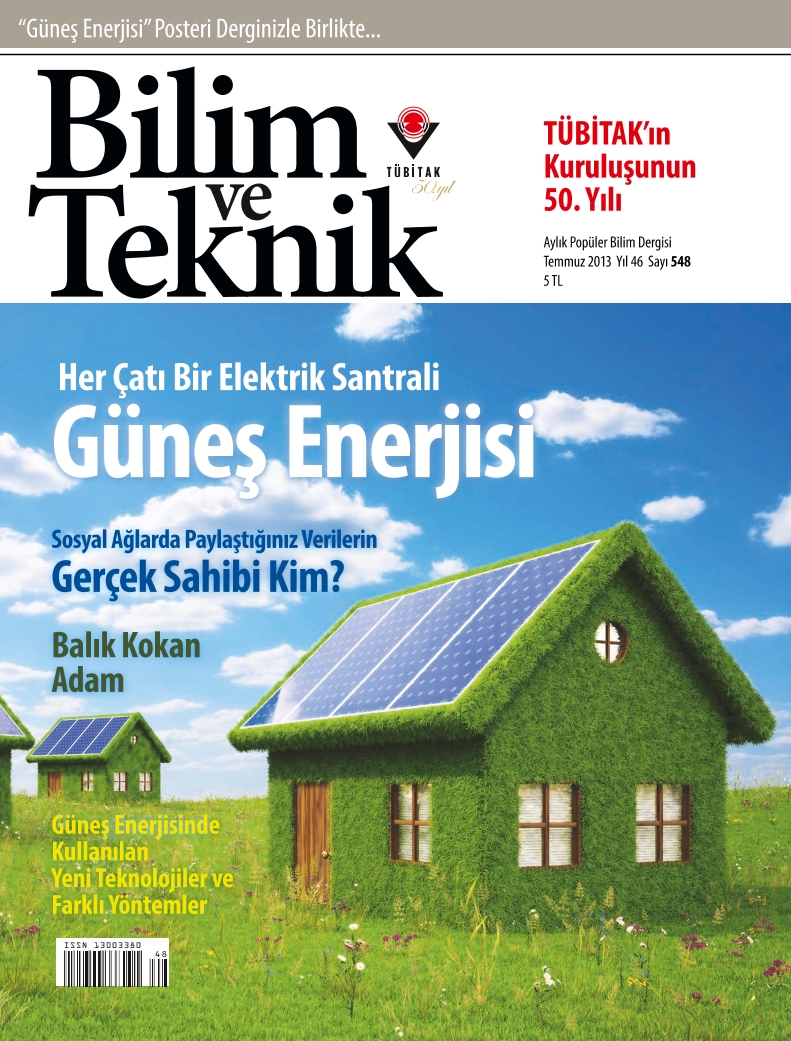 “Güneş Enerjisi” Posteri Derginizle Birlikte...
Bilim
ve
Teknik
TÜBİTAK
50.yıl
TÜBİTAK’ın
Kuruluşunun
50. Yılı
Aylık Popüler Bilim Dergisi
Temmuz 2013 Yıl 46 Sayı 548
5 TL
Her Çatı Bir Elektrik Santrali
Güneş Enerjisi
Sosyal Ağlarda Paylaştığınız Verilerin
Gerçek Sahibi Kim?
Balık Kokan
Adam
Güneş Enerjisinde
Kullanılan
Yeni Teknolojiler ve
Farklı Yöntemler
ISSN 13003380
48